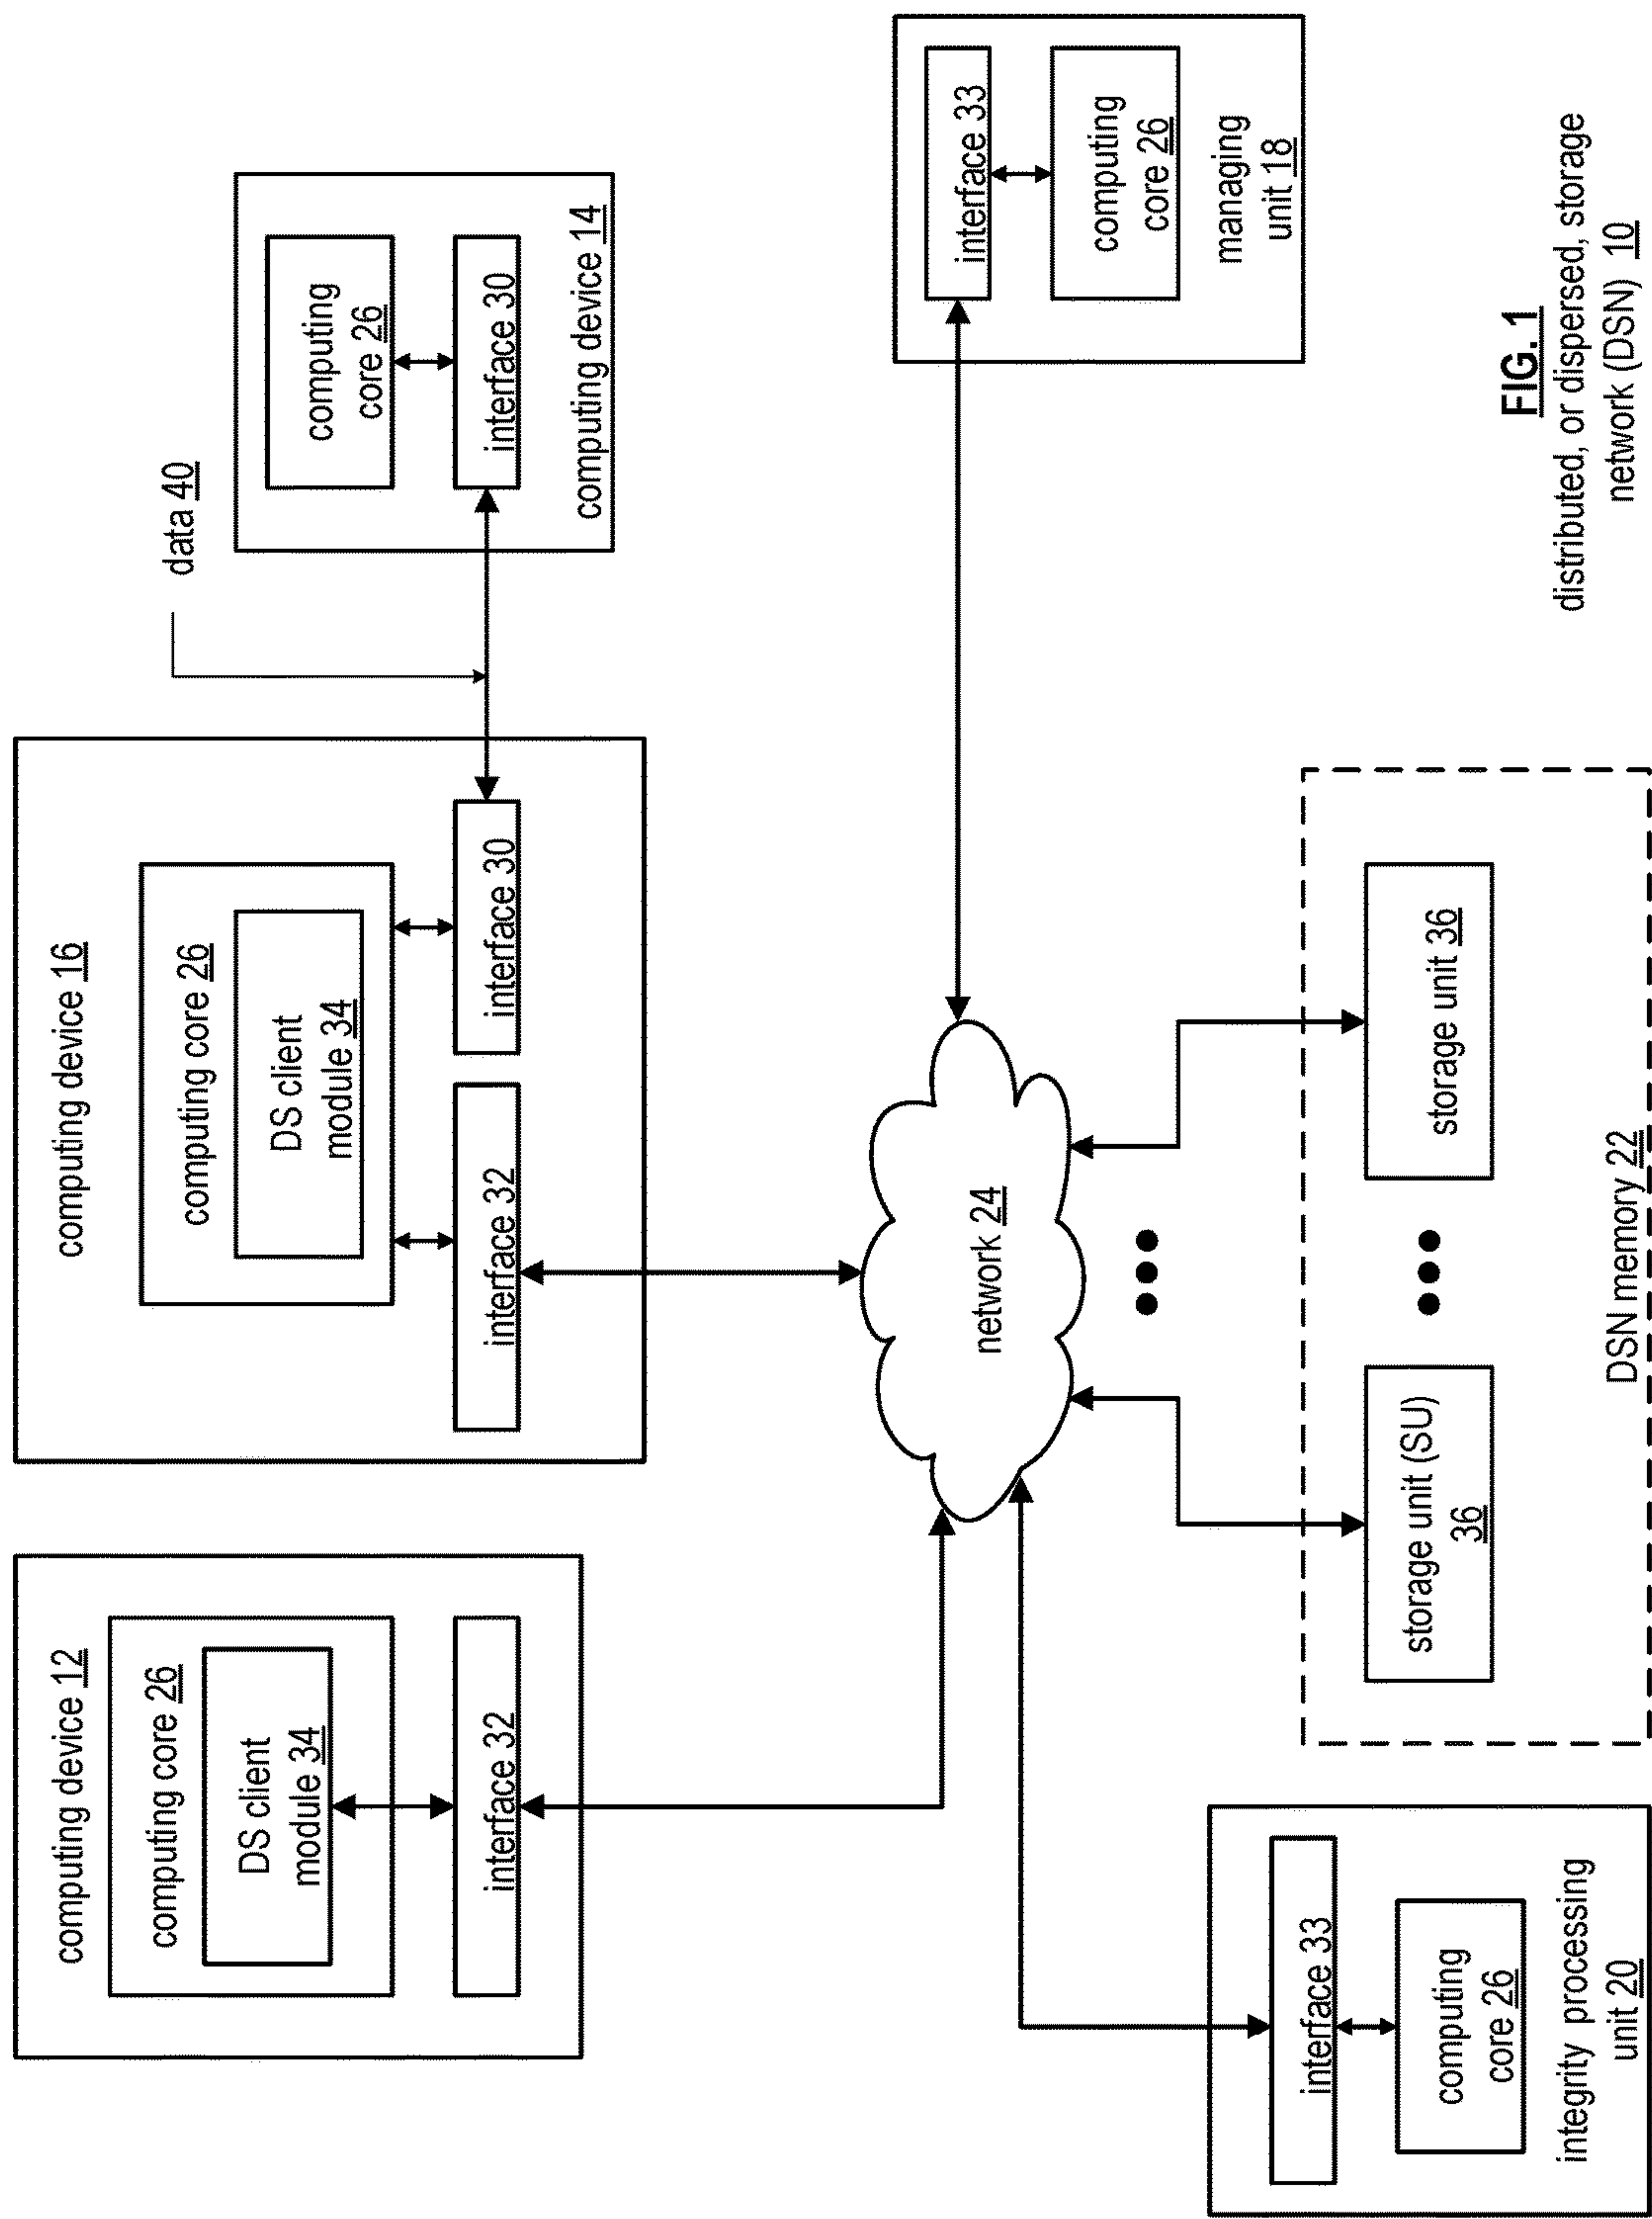 computing device 12
computing core 26
DS client
module 34
interface 32
computing device 16
computing core 26
DS client
module 34
interface 32
interface 30
data 40
computing
core 26
interface 30
computing device 14
network 24
interface 33
computing
core 26
managing
unit 18
interface 33
computing
core 26
integrity processing
unit 20
storage unit (SU)
36
storage unit 36
DSN memory 22
FIG. 1
distributed, or dispersed, storage
network (DSN) 10